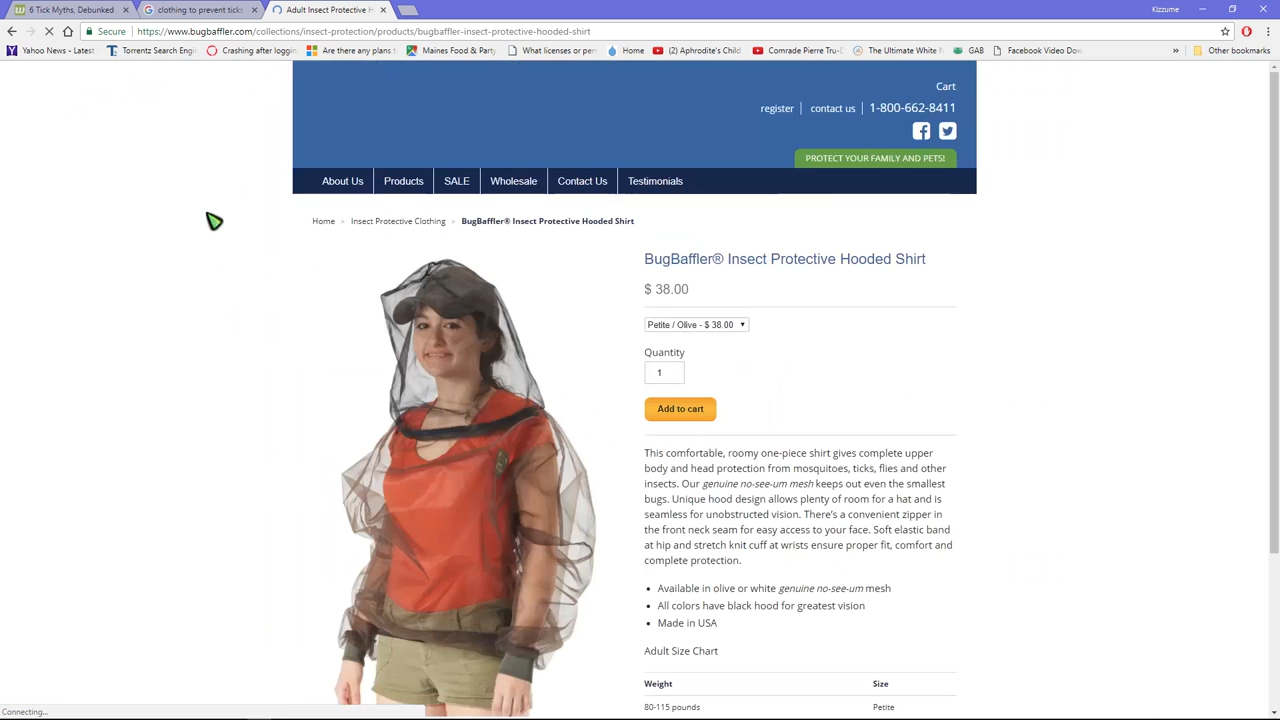 6 Tick Myths, Debunked
clothing to prevent ticks
Adult Insect Protective H
Kizzume
Secure
https://www.bugbaffler.com/collections/insect-protection/products/bugbaffler-insect-protective-hooded-shirt
Yahoo News - Latest
Torrentz Search Engi
Crashing after loggin
Are there any plans t
Maines Food & Party
What licenses or perm
Home
(2) Aphrodite's Child
Comrade Pierre Tru-D
The Ultimate White N
GAB
Facebook Video Dow
»
Other bookmarks
Cart
register
contact us
1-800-662-8411
PROTECT YOUR FAMILY AND PETS!
About Us
Products
SALE
Wholesale
Contact Us
Testimonials
Home > Insect Protective Clothing > BugBaffler® Insect Protective Hooded Shirt
BugBaffler® Insect Protective Hooded Shirt
$ 38.00
Petite / Olive - $ 38.00
Quantity
1
Add to cart
This comfortable, roomy one-piece shirt gives complete upper
body and head protection from mosquitoes, ticks, flies and other
insects. Our genuine no-see-um mesh keeps out even the smallest
bugs. Unique hood design allows plenty of room for a hat and is
seamless for unobstructed vision. There's a convenient zipper in
the front neck seam for easy access to your face. Soft elastic band
at hip and stretch knit cuff at wrists ensure proper fit, comfort and
complete protection.
• Available in olive or white genuine no-see-um mesh
• All colors have black hood for greatest vision
• Made in USA
Adult Size Chart
Weight
Size
80-115 pounds
Petite
Connecting...